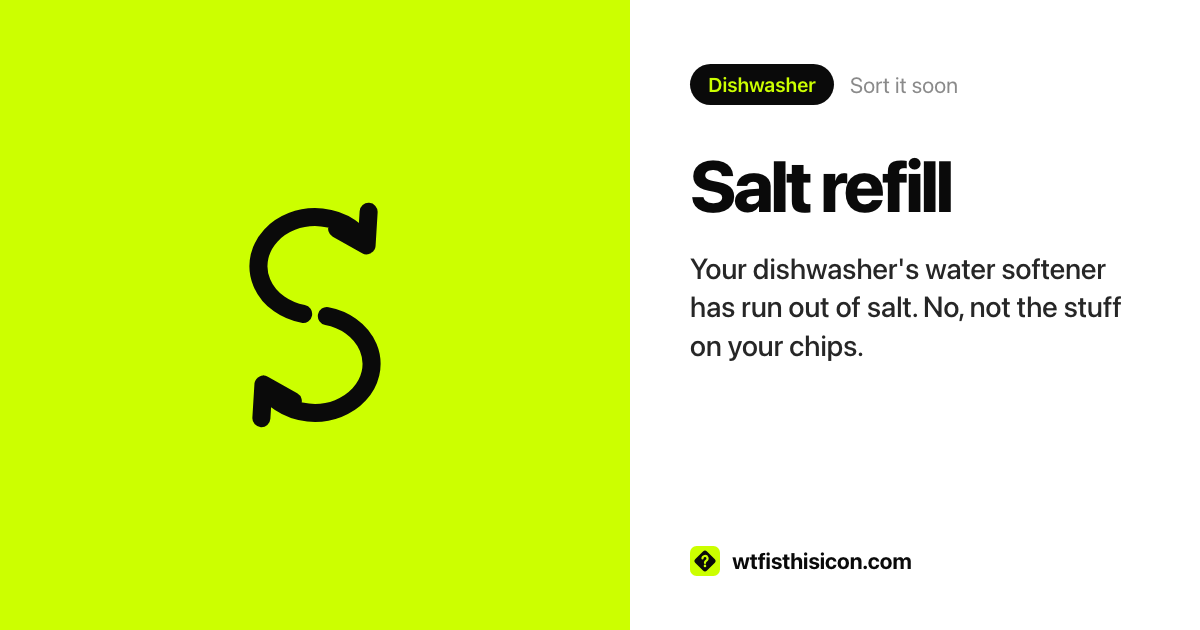 Dishwasher Sort it soon
Salt refill
Your dishwasher's water softener
has run out of salt. No, not the stuff
on your chips.
? wtfisthisicon.com